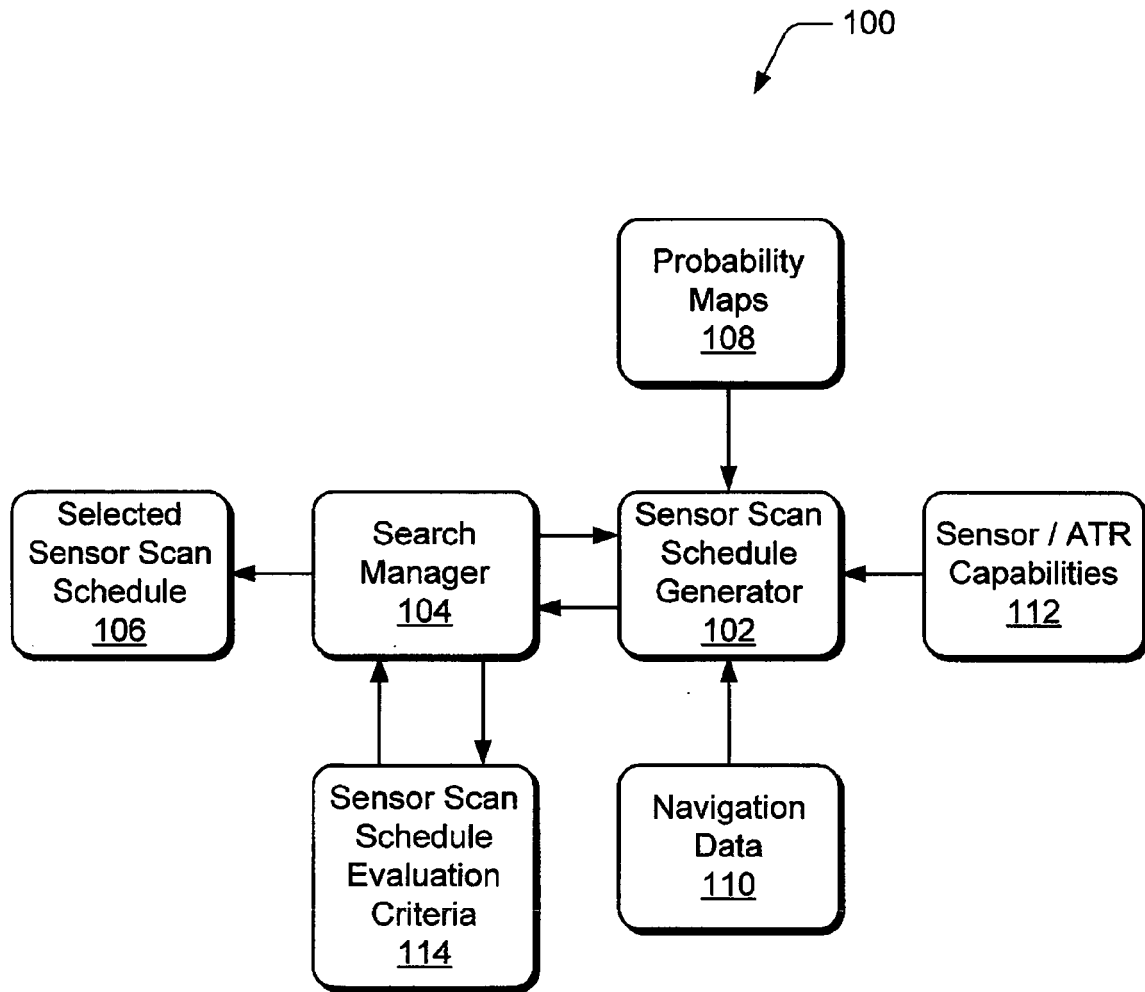 100
Probability
Maps
108
Selected
Sensor Scan
Schedule
106
Search
Manager
104
Sensor Scan
Schedule
Generator
102
Sensor / ATR
Capabilities
112
Sensor Scan
Schedule
Evaluation
Criteria
114
Navigation
Data
110